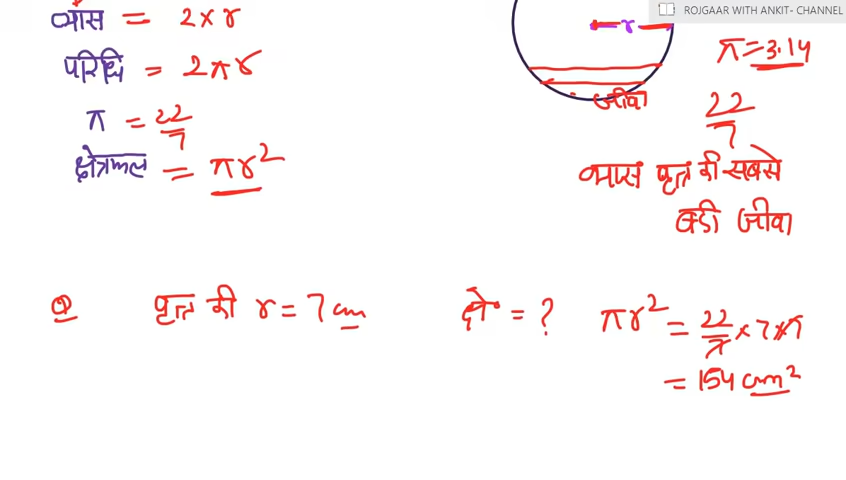 ROJGAAR WITH ANKIT- CHANNEL
व्यास = 2 × r
परिधि = 2πr
π = 22/7
क्षेत्रफल = πr²
r
π = 3.14
जीवा
22/7
व्यास वृत्त की सबसे
बडी जीवा
Q वृत्त की r = 7 cm क्षे॰ = ? πr² = 22/7 × 7 × 7
= 154 cm²